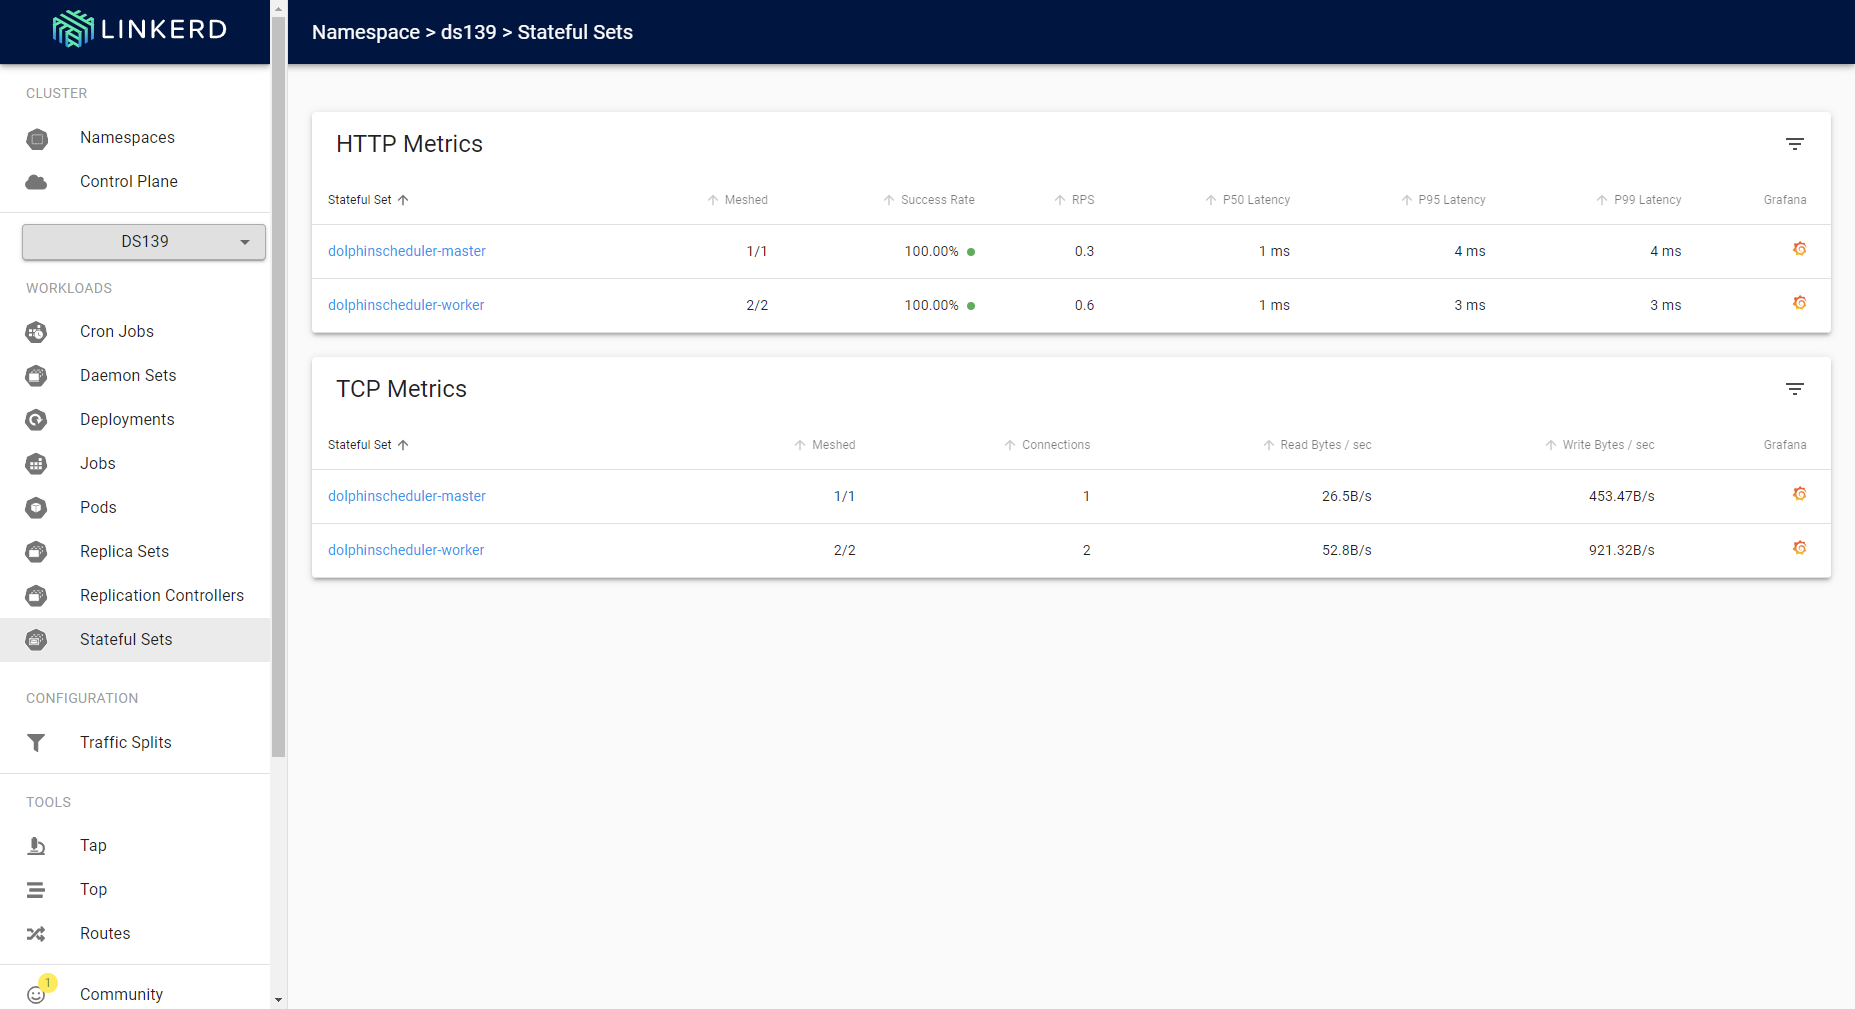 LINKERD
Namespace > ds139 > Stateful Sets
CLUSTER
Namespaces
Control Plane
DS139
WORKLOADS
Cron Jobs
Daemon Sets
Deployments
Jobs
Pods
Replica Sets
Replication Controllers
Stateful Sets
CONFIGURATION
Traffic Splits
TOOLS
Tap
Top
Routes
1
Community
HTTP Metrics
Stateful Set Meshed Success Rate RPS P50 Latency P95 Latency P99 Latency Grafana
dolphinscheduler-master 1/1 100.00% 0.3 1 ms 4 ms 4 ms
dolphinscheduler-worker 2/2 100.00% 0.6 1 ms 3 ms 3 ms
TCP Metrics
Stateful Set Meshed Connections Read Bytes / sec Write Bytes / sec Grafana
dolphinscheduler-master 1/1 1 26.5B/s 453.47B/s
dolphinscheduler-worker 2/2 2 52.8B/s 921.32B/s